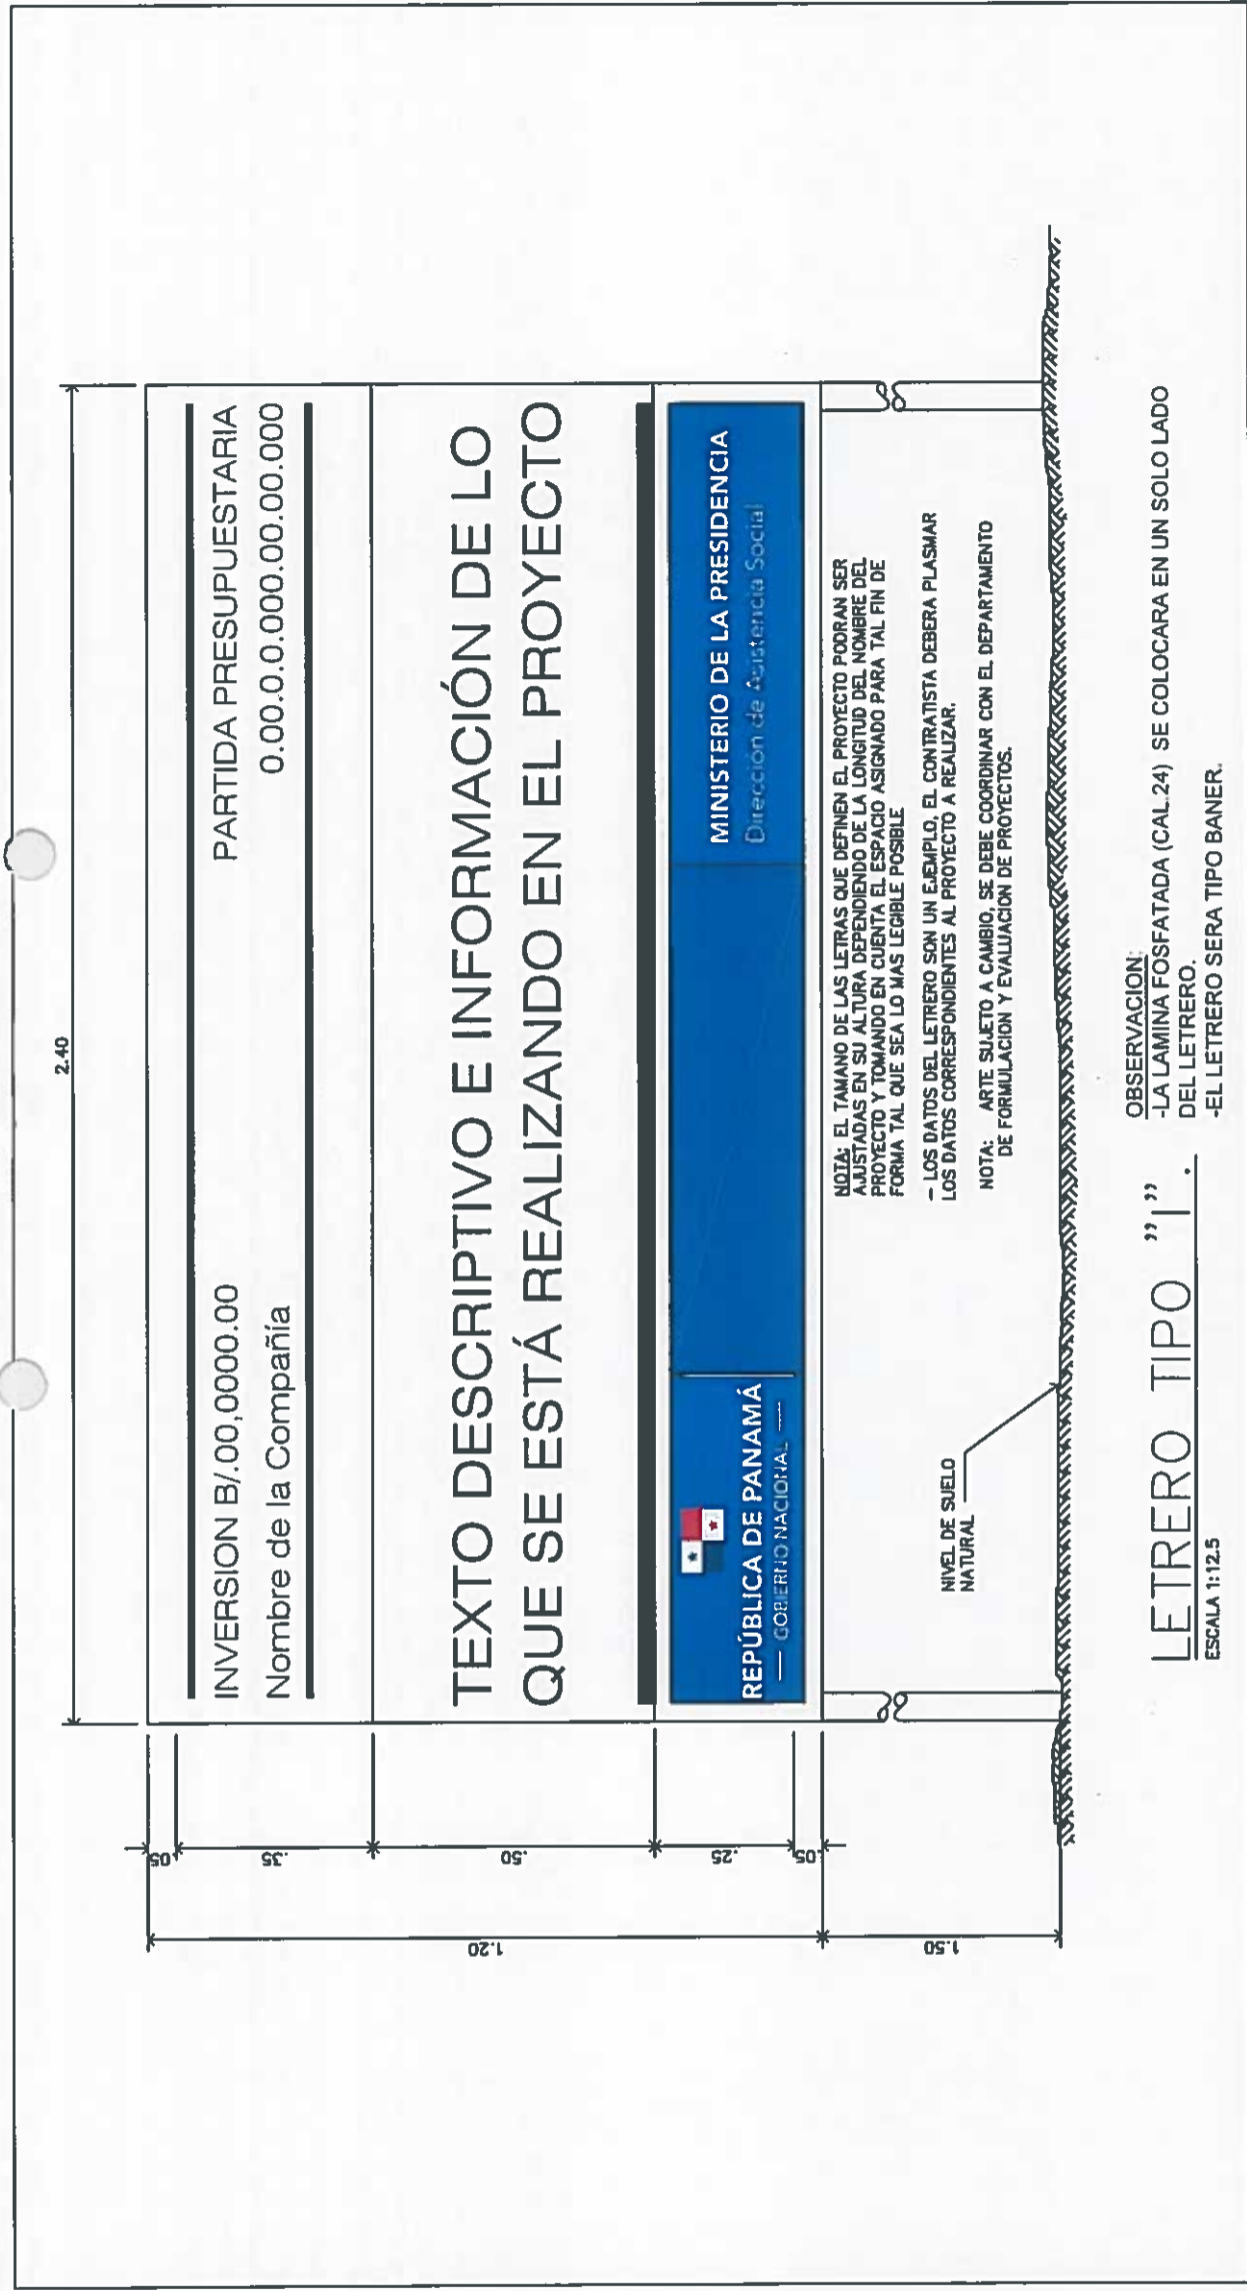 2.40
INVERSION B/.00,0000.00
PARTIDA PRESUPUESTARIA
Nombre de la Compañía
0.00.0.0.000.00.00.000
TEXTO DESCRIPTIVO E INFORMACIÓN DE LO
QUE SE ESTÁ REALIZANDO EN EL PROYECTO
REPÚBLICA DE PANAMÁ
— GOBIERNO NACIONAL —
MINISTERIO DE LA PRESIDENCIA
Dirección de Asistencia Social
.05
.35
.50
.25
.05
1.20
1.50
NOTA: EL TAMANO DE LAS LETRAS QUE DEFINEN EL PROYECTO PODRAN SER
AJUSTADAS EN SU ALTURA DEPENDIENDO DE LA LONGITUD DEL NOMBRE DEL
PROYECTO Y TOMANDO EN CUENTA EL ESPACIO ASIGNADO PARA TAL FIN DE
FORMA TAL QUE SEA LO MAS LEGIBLE POSIBLE
– LOS DATOS DEL LETRERO SON UN EJEMPLO, EL CONTRATISTA DEBERA PLASMAR
LOS DATOS CORRESPONDIENTES AL PROYECTO A REALIZAR.
NOTA: ARTE SUJETO A CAMBIO, SE DEBE COORDINAR CON EL DEPARTAMENTO
DE FORMULACION Y EVALUACION DE PROYECTOS.
NIVEL DE SUELO
NATURAL
LETRERO TIPO "1".
ESCALA 1:12.5
OBSERVACION:
-LA LAMINA FOSFATADA (CAL.24) SE COLOCARA EN UN SOLO LADO
DEL LETRERO.
-EL LETRERO SERA TIPO BANER.